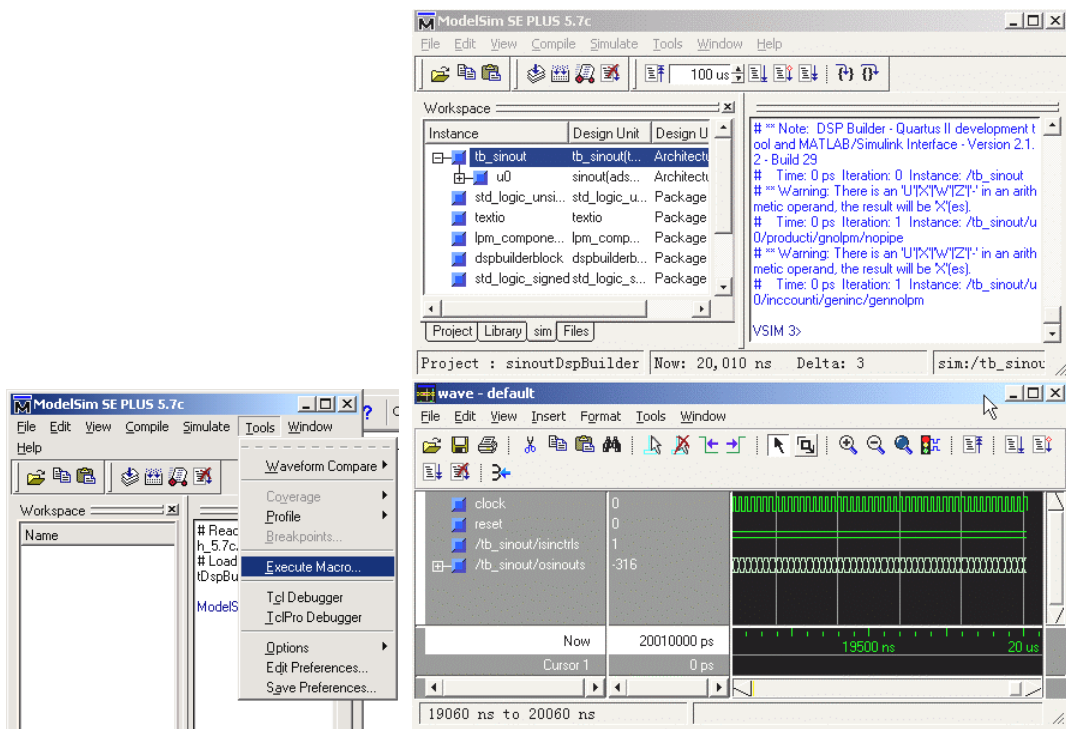 ModelSim SE PLUS 5.7c
File Edit View Compile Simulate Tools Window Help
100 us
Workspace
Instance Design Unit Design U
tb_sinout tb_sinout(t... Architectu
u0 sinout(ads... Architectu
std_logic_unsi... std_logic_u... Package
textio textio Package
lpm_compone... lpm_comp... Package
dspbuilderblock dspbuilderb... Package
std_logic_signed std_logic_s... Package
Project Library sim Files
# ** Note: DSP Builder - Quartus II development t
ool and MATLAB/Simulink Interface - Version 2.1.
2 - Build 29
# Time: 0 ps Iteration: 0 Instance: /tb_sinout
# ** Warning: There is an 'U'|'X'|'W'|'Z'|'-' in an arith
metic operand, the result will be 'X'(es).
# Time: 0 ps Iteration: 1 Instance: /tb_sinout/u
0/producti/gnolpm/nopipe
# ** Warning: There is an 'U'|'X'|'W'|'Z'|'-' in an arith
metic operand, the result will be 'X'(es).
# Time: 0 ps Iteration: 1 Instance: /tb_sinout/u
0/inccounti/geninc/gennolpm
VSIM 3>
Project : sinoutDspBuilder Now: 20,010 ns Delta: 3 sim:/tb_sinou
ModelSim SE PLUS 5.7c
File Edit View Compile Simulate Tools Window
Help
Workspace
Name
# Reac
h_5.7c.
# Load
tDspBu
ModelS
Waveform Compare
Coverage
Profile
Breakpoints...
Execute Macro...
Tcl Debugger
TclPro Debugger
Options
Edit Preferences...
Save Preferences...
wave - default
File Edit View Insert Format Tools Window
clock 0
reset 0
/tb_sinout/isinctrls 1
/tb_sinout/osinouts -316
Now 20010000 ps 19500 ns 20 us
Cursor 1 0 ps
19060 ns to 20060 ns